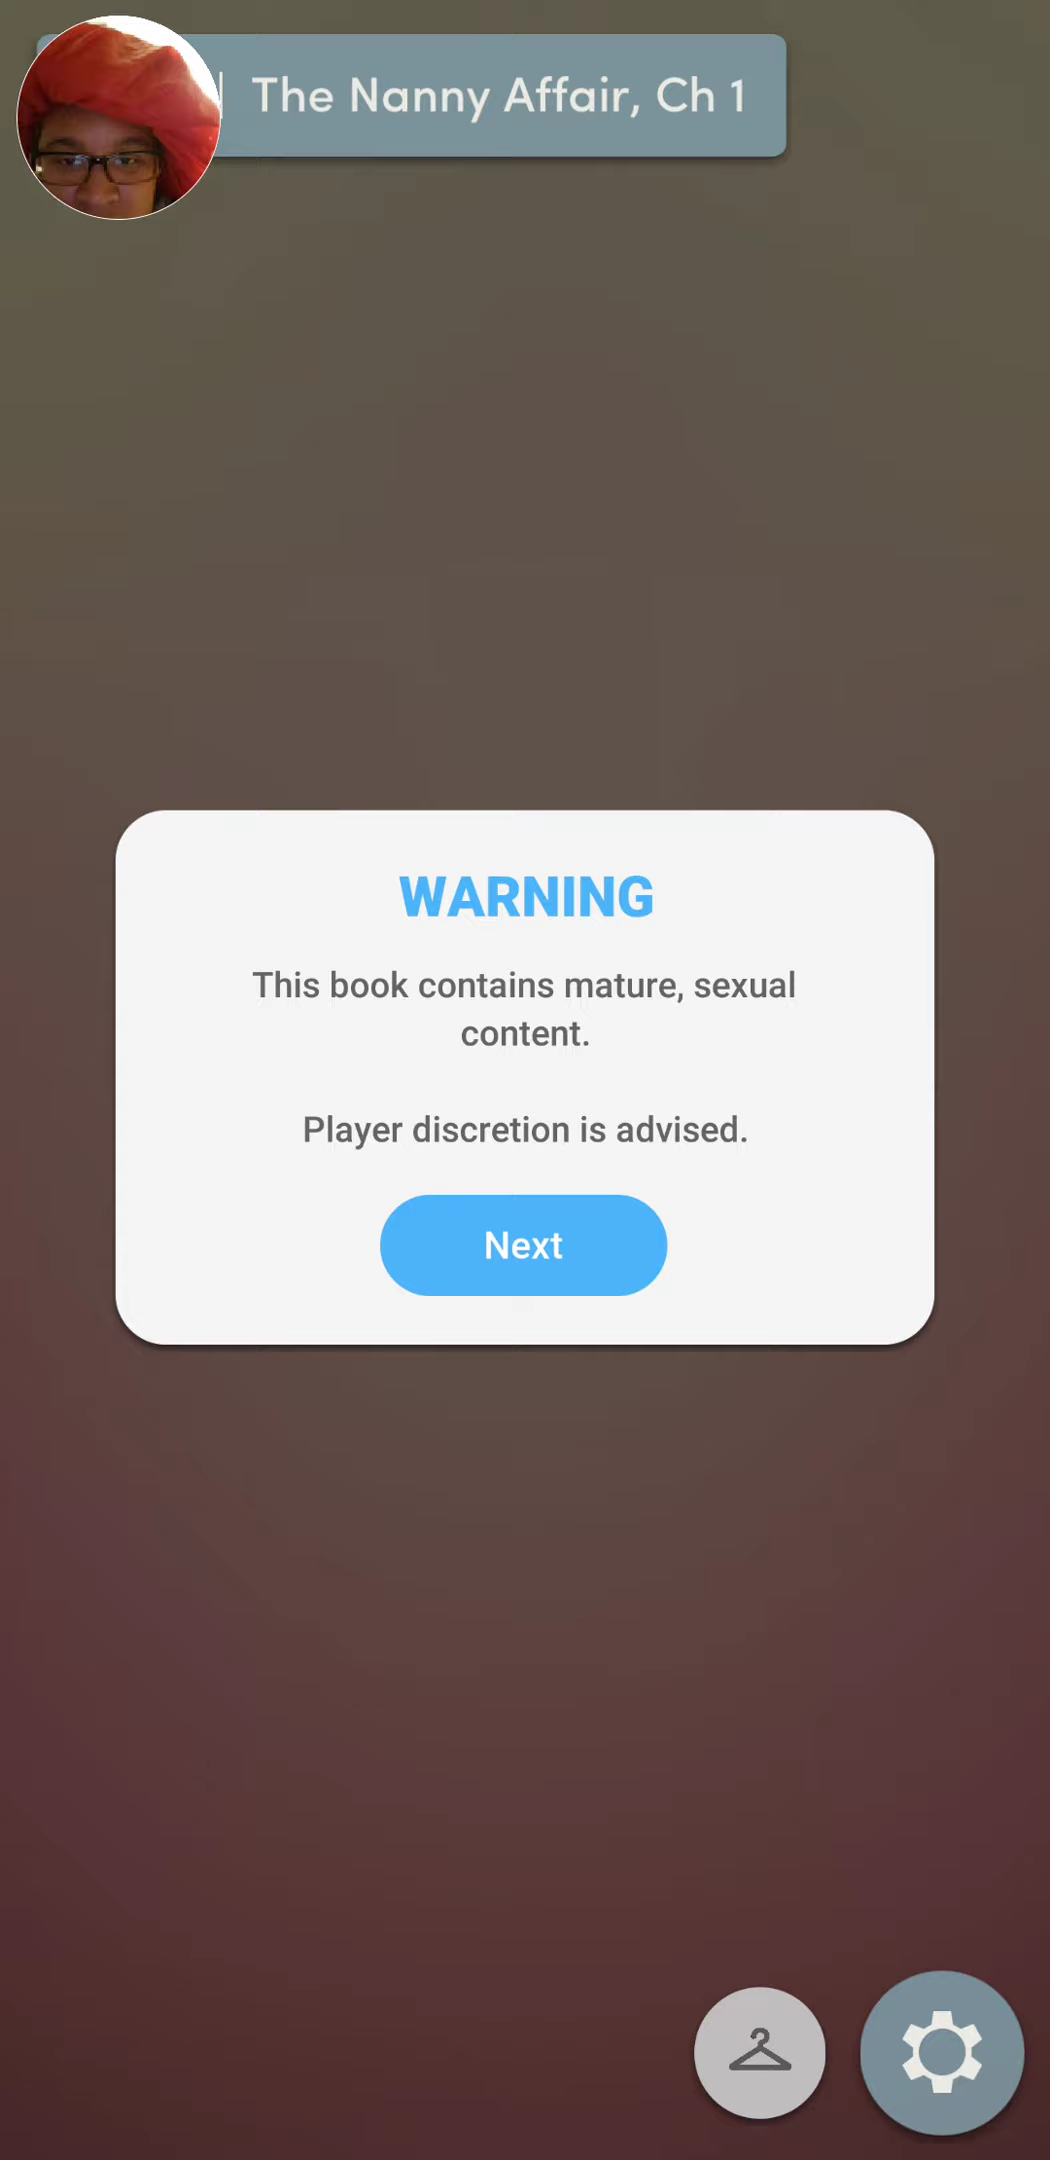 The Nanny Affair, Ch 1
WARNING
This book contains mature, sexual
content.
Player discretion is advised.
Next